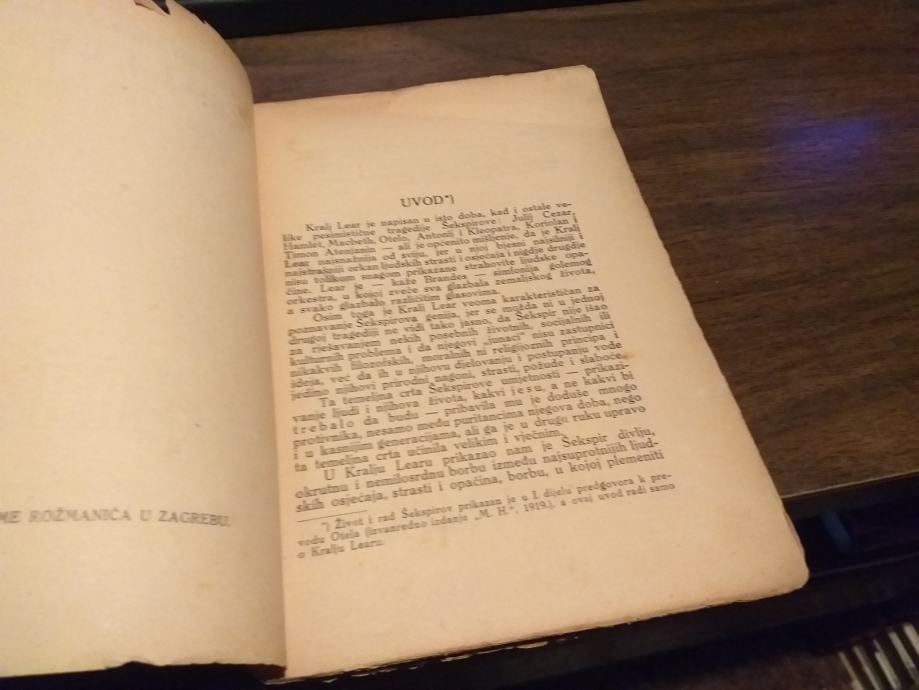 ME ROŽMANIĆA U ZAGREBU.
UVOD*)
Kralj Lear je napisan u isto doba, kad i ostale ve-
like pesimistične tragedije Šekspirove: Julij Cezar,
Hamlet, Macbeth, Otelo, Antonij i Kleopatra, Koriolan i
Timon Atenjanin — ali je općenito mišljenje, da je Kralj
Lear najsnažnija od sviju, jer u njoj bjesni najsilniji i
najstrašniji orkan ljudskih strasti i osjećaja i nigdje drugdje
nisu tolikom snagom prikazane strahovite ljudske opa-
čine. Lear je — kaže Brandes — simfonija golemog
orkestra, u kojoj zveče sva glazbala zemaljskog života,
a svako glazbalo različitim glasovima.
Osim toga je Kralj Lear veoma karakterističan za
poznavanje Šekspirova genija, jer se možda ni u jednoj
drugoj tragediji ne vidi tako jasno, da Šekspir nije išao
za rješavanjem nekih posebnih životnih, socijalnih ili
kulturnih problema i da njegovi „junaci” nisu zastupnici
nikakvih filozofskih, moralnih ni religijoznih principa i
ideja, već da ih u njihovu djelovanju i postupanju vode
jedino njihovi prirodni nagoni, strasti, požude i slaboće.
Ta temeljna crta Šekspirove umjetnosti — prikazi-
vanje ljudi i njihova života, kakvi jesu, a ne kakvi bi
trebalo da budu — pribavila mu je doduše mnogo
protivnika, nesamo među puritancima njegova doba, nego
i u kasnijim generacijama, ali ga je u drugu ruku upravo
ta temeljna crta učinila velikim i vječnim.
U Kralju Learu prikazao nam je Šekspir divlju,
okrutnu i nemilosrdnu borbu između najsuprotnijih ljud-
skih osjećaja, strasti i opačina, borbu, u kojoj plemeniti
*) Život i rad Šekspirov prikazan je u I. dijelu predgovora k pre-
vodu Otela (izvanredno izdanje „M. H.”, 1919.), a ovaj uvod radi samo
o Kralju Learu.